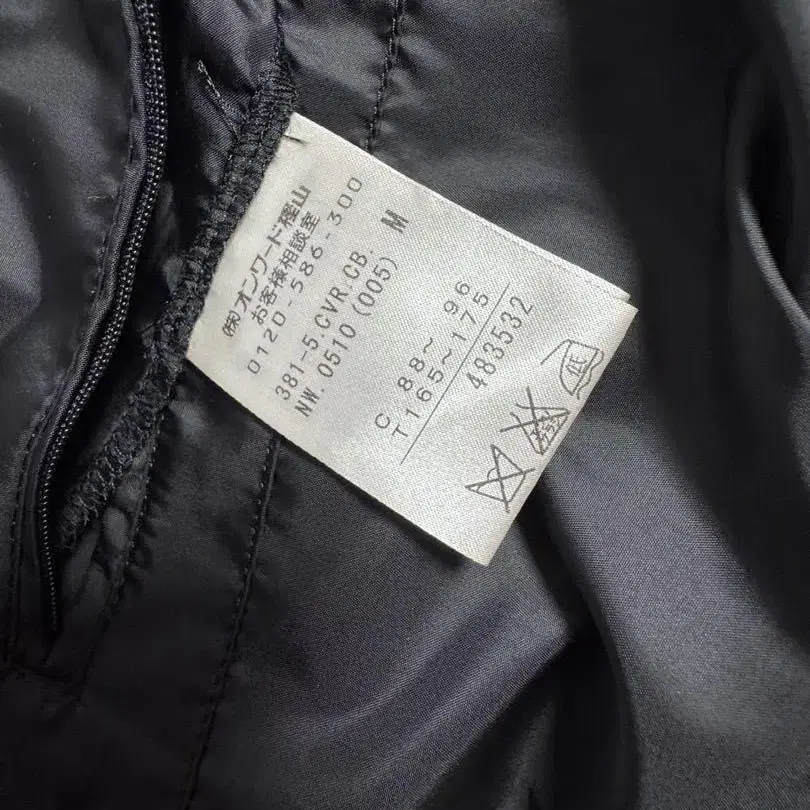 ㈱オンワード樫山
お客様相談室
0120-586-300
381-5.CVR.CB. M
NW. 0510 (005)
C 88~ 96
T165~175
483532
低